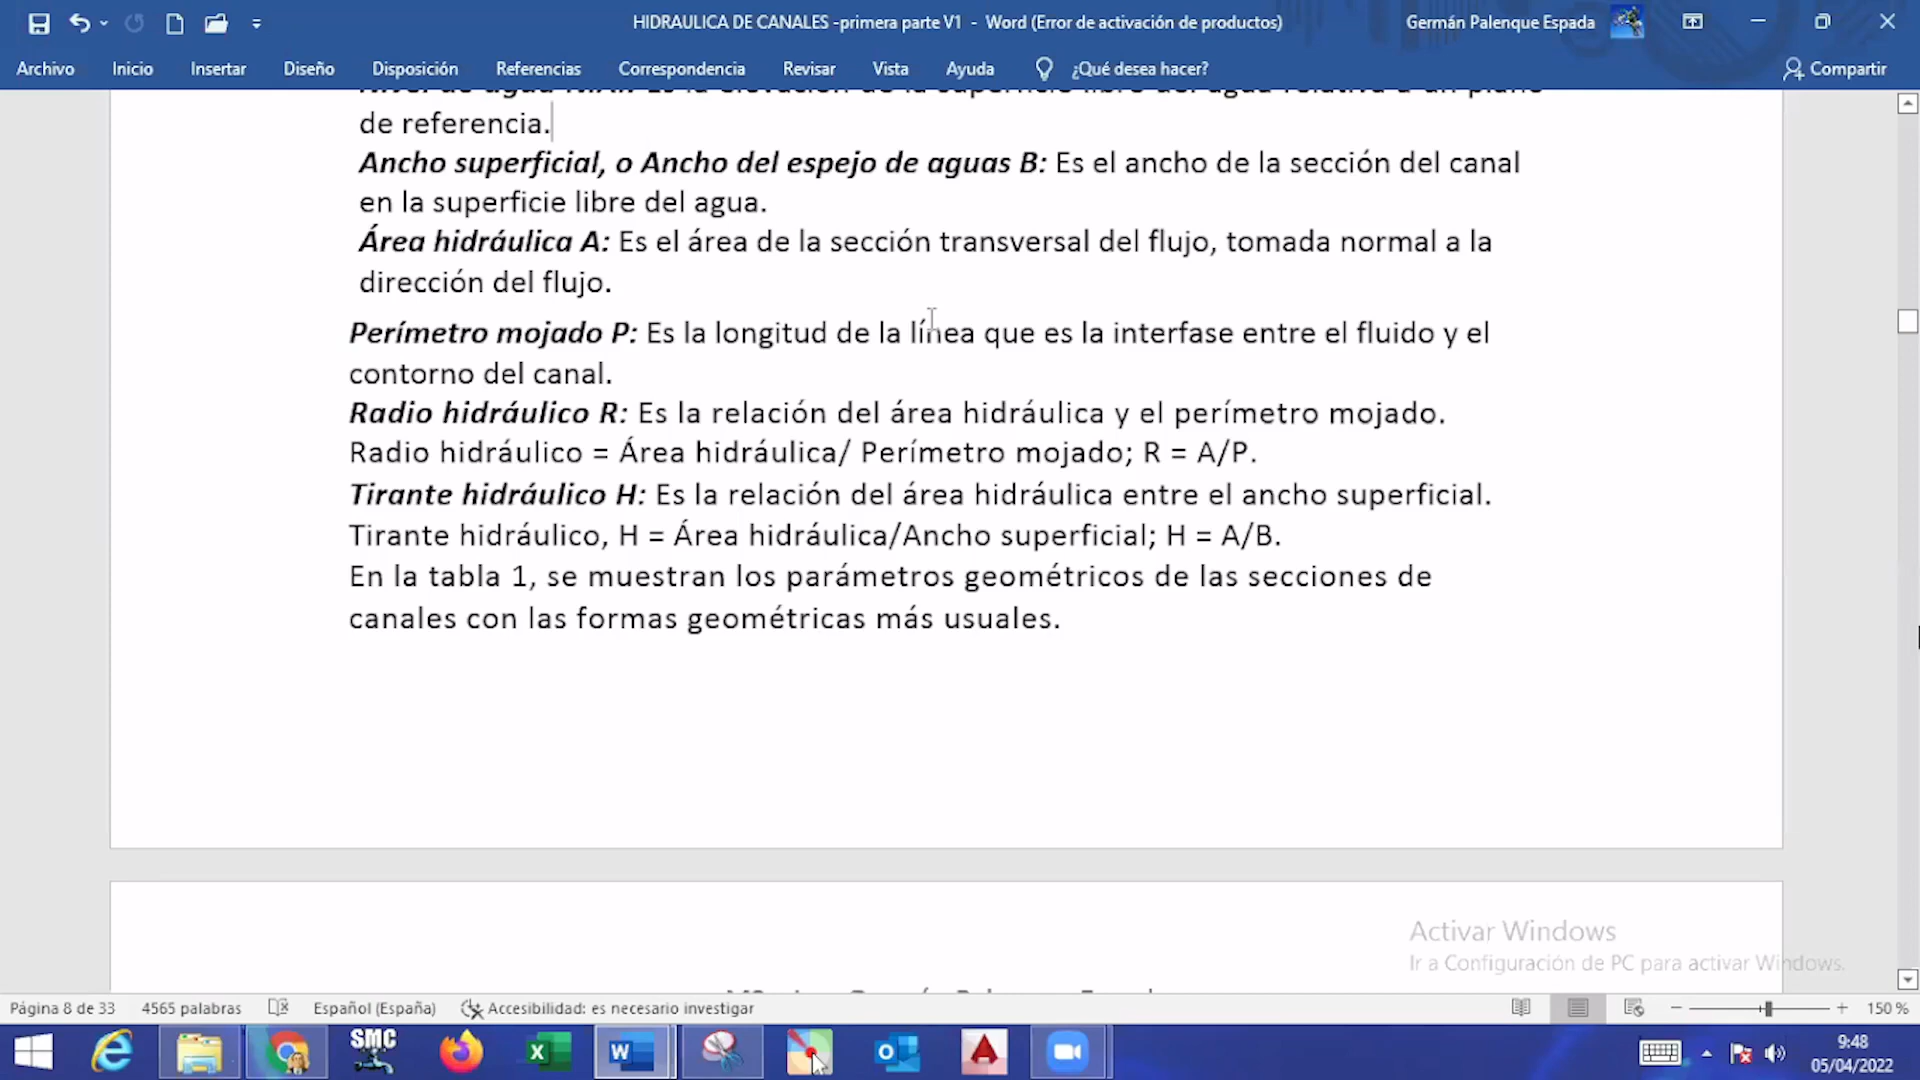 HIDRAULICA DE CANALES -primera parte V1 - Word (Error de activación de productos)
Germán Palenque Espada
Archivo Inicio Insertar Diseño Disposición Referencias Correspondencia Revisar Vista Ayuda ¿Qué desea hacer? Compartir
de referencia.
Ancho superficial, o Ancho del espejo de aguas B: Es el ancho de la sección del canal
en la superficie libre del agua.
Área hidráulica A: Es el área de la sección transversal del flujo, tomada normal a la
dirección del flujo.
Perímetro mojado P: Es la longitud de la línea que es la interfase entre el fluido y el
contorno del canal.
Radio hidráulico R: Es la relación del área hidráulica y el perímetro mojado.
Radio hidráulico = Área hidráulica/ Perímetro mojado; R = A/P.
Tirante hidráulico H: Es la relación del área hidráulica entre el ancho superficial.
Tirante hidráulico, H = Área hidráulica/Ancho superficial; H = A/B.
En la tabla 1, se muestran los parámetros geométricos de las secciones de
canales con las formas geométricas más usuales.
Activar Windows
Ir a Configuración de PC para activar Windows.
Página 8 de 33 4565 palabras Español (España) Accesibilidad: es necesario investigar 150 %
SMC
9:48
05/04/2022